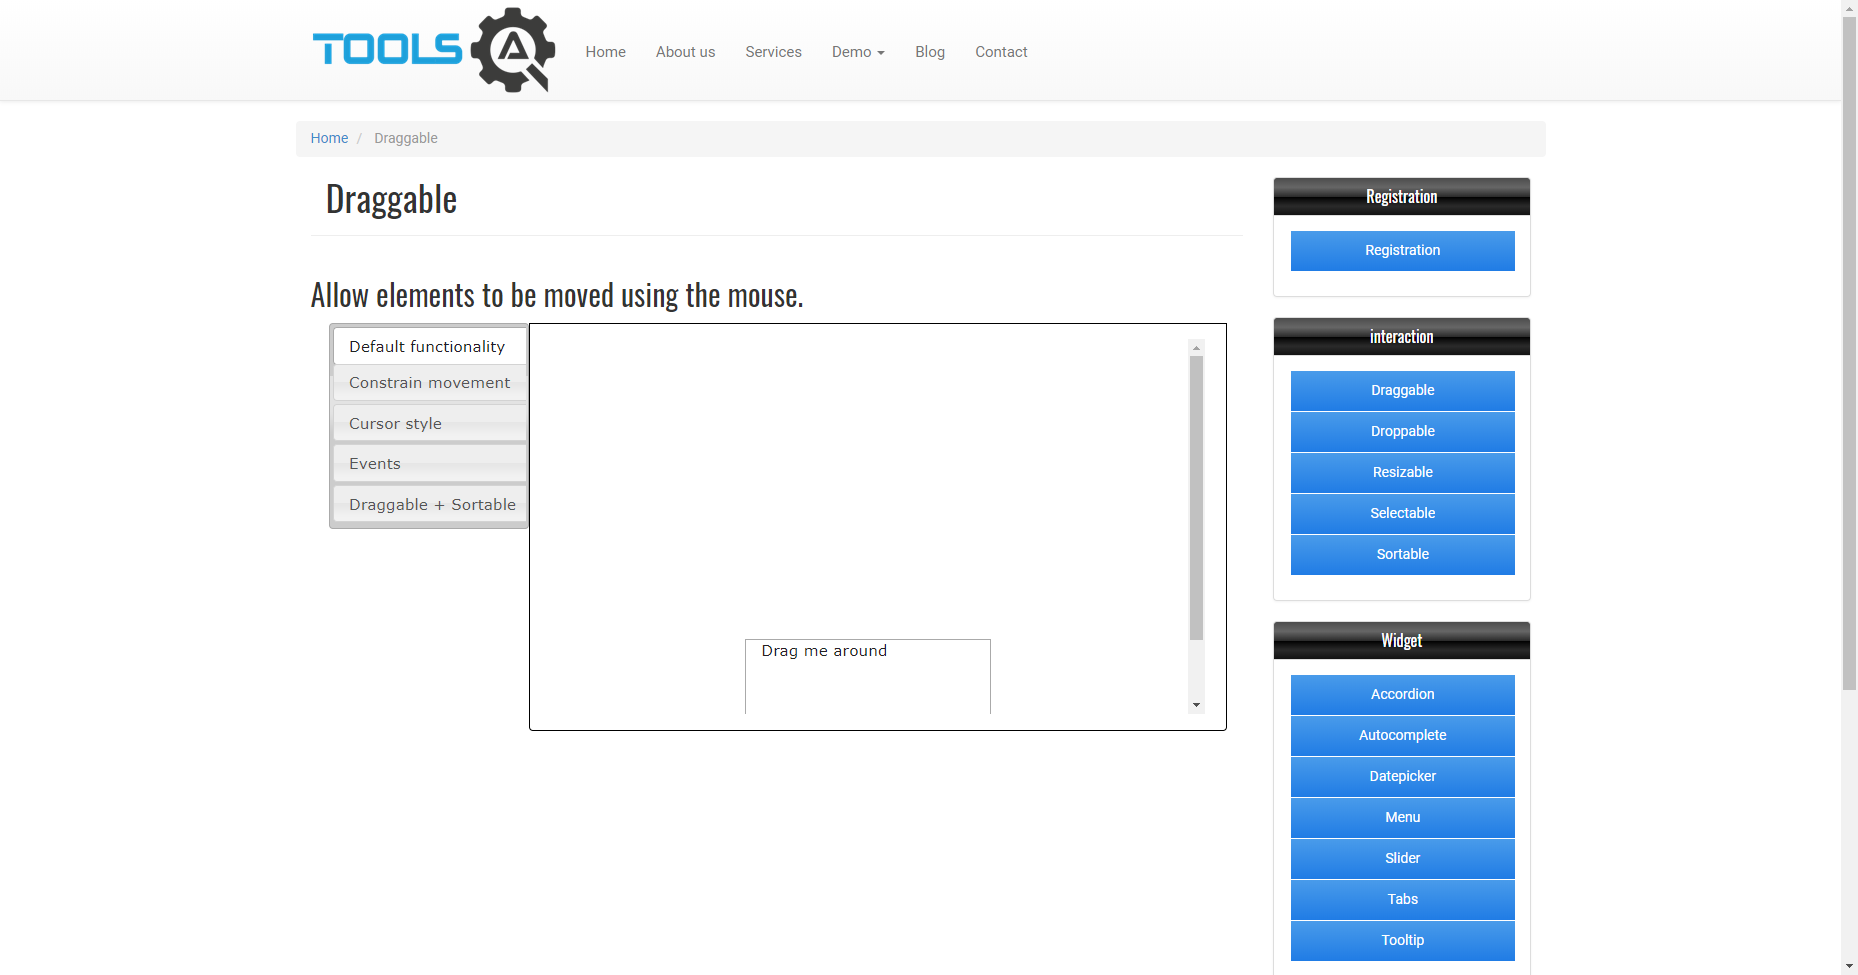 TOOLS QA
Home About us Services Demo Blog Contact
Home / Draggable
Draggable
Allow elements to be moved using the mouse.
Default functionality
Constrain movement
Cursor style
Events
Draggable + Sortable
Drag me around
Registration
Registration
interaction
Draggable
Droppable
Resizable
Selectable
Sortable
Widget
Accordion
Autocomplete
Datepicker
Menu
Slider
Tabs
Tooltip